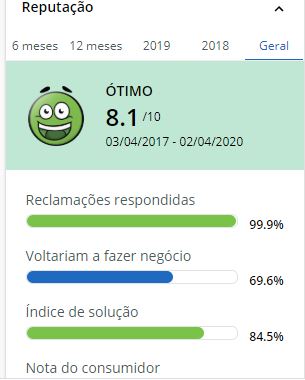 Reputação
6 meses 12 meses 2019 2018 Geral
ÓTIMO
8.1 /10
03/04/2017 - 02/04/2020
Reclamações respondidas
99.9%
Voltariam a fazer negócio
69.6%
Índice de solução
84.5%
Nota do consumidor